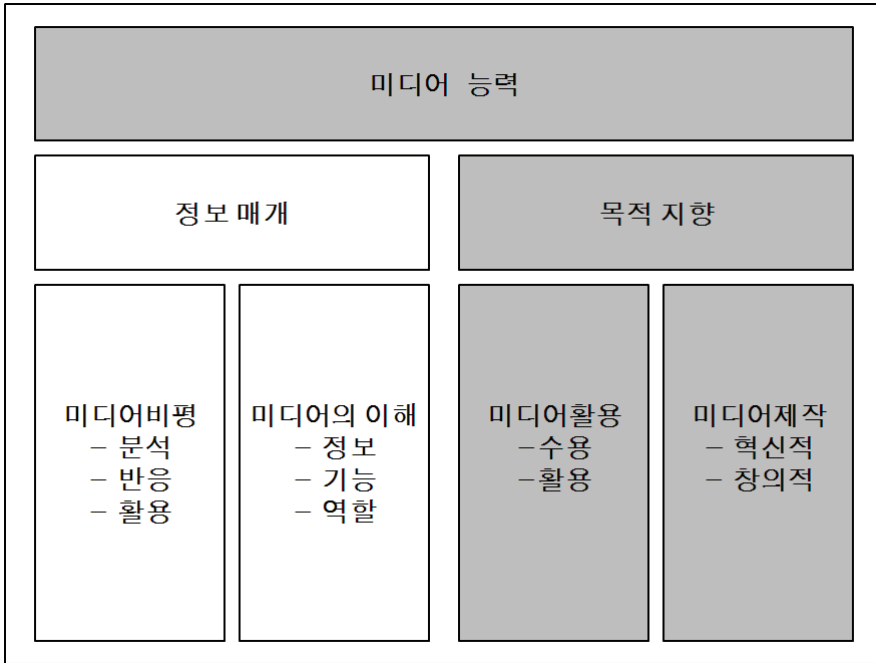 미디어 능력
정보 매개
목적 지향
미디어비평
– 분석
– 반응
– 활용
미디어의 이해
– 정보
– 기능
– 역할
미디어활용
–수용
–활용
미디어제작
– 혁신적
– 창의적